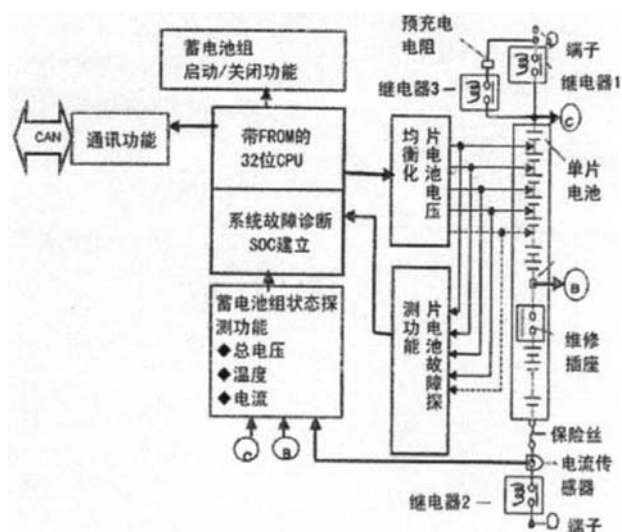 蓄电池组
启动/关闭功能
预充电
电阻
端子
继电器1
继电器3
C
CAN
通讯功能
带FROM的
32位CPU
系统故障诊断
SOC建立
片电池电压
均衡化
单片
电池
B
蓄电池组状态探
测功能
◆总电压
◆温度
◆电流
片电池故障探
测功能
维修
插座
保险丝
C
B
电流传
感器
继电器2
端子